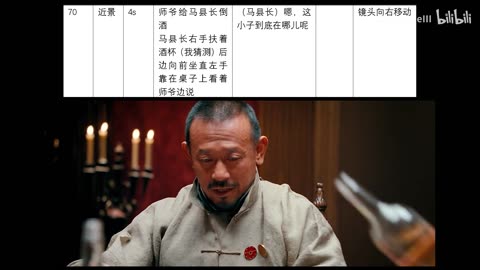 70 近景 4s 师爷给马县长倒 （马县长）嗯，这 镜头向右移动
酒 小子到底在哪儿呢
马县长右手扶着
酒杯（我猜测）后
边向前坐直左手
靠在桌子上看着
师爷边说
elll bilibili